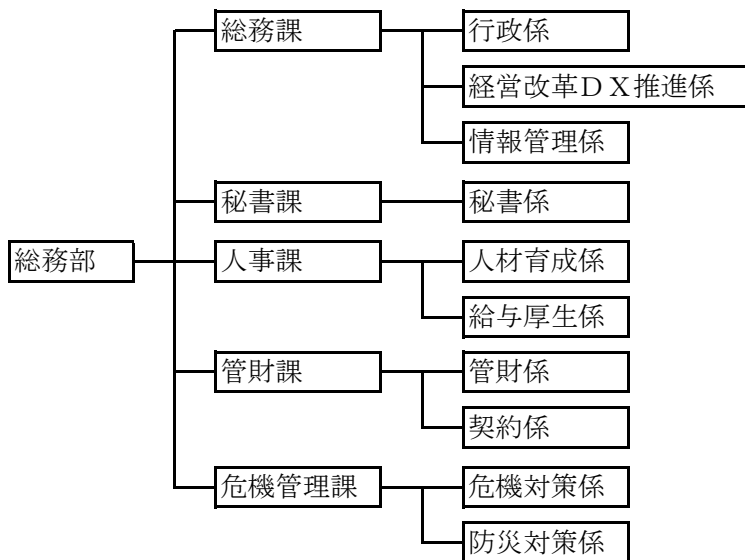 総務課
行政係
経営改革ＤＸ推進係
情報管理係
秘書課
秘書係
総務部
人事課
人材育成係
給与厚生係
管財課
管財係
契約係
危機管理課
危機対策係
防災対策係